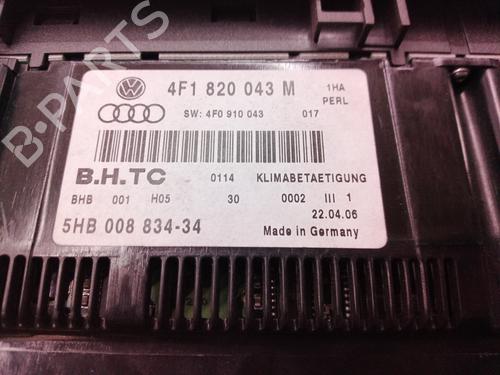 4F1 820 043 M 1HA
PERL
SW: 4F0 910 043 017
B.H.TC 0114 KLIMABETAETIGUNG
BHB 001 H05 30 0002 III 1
22.04.06
5HB 008 834-34 Made in Germany
B-PARTS